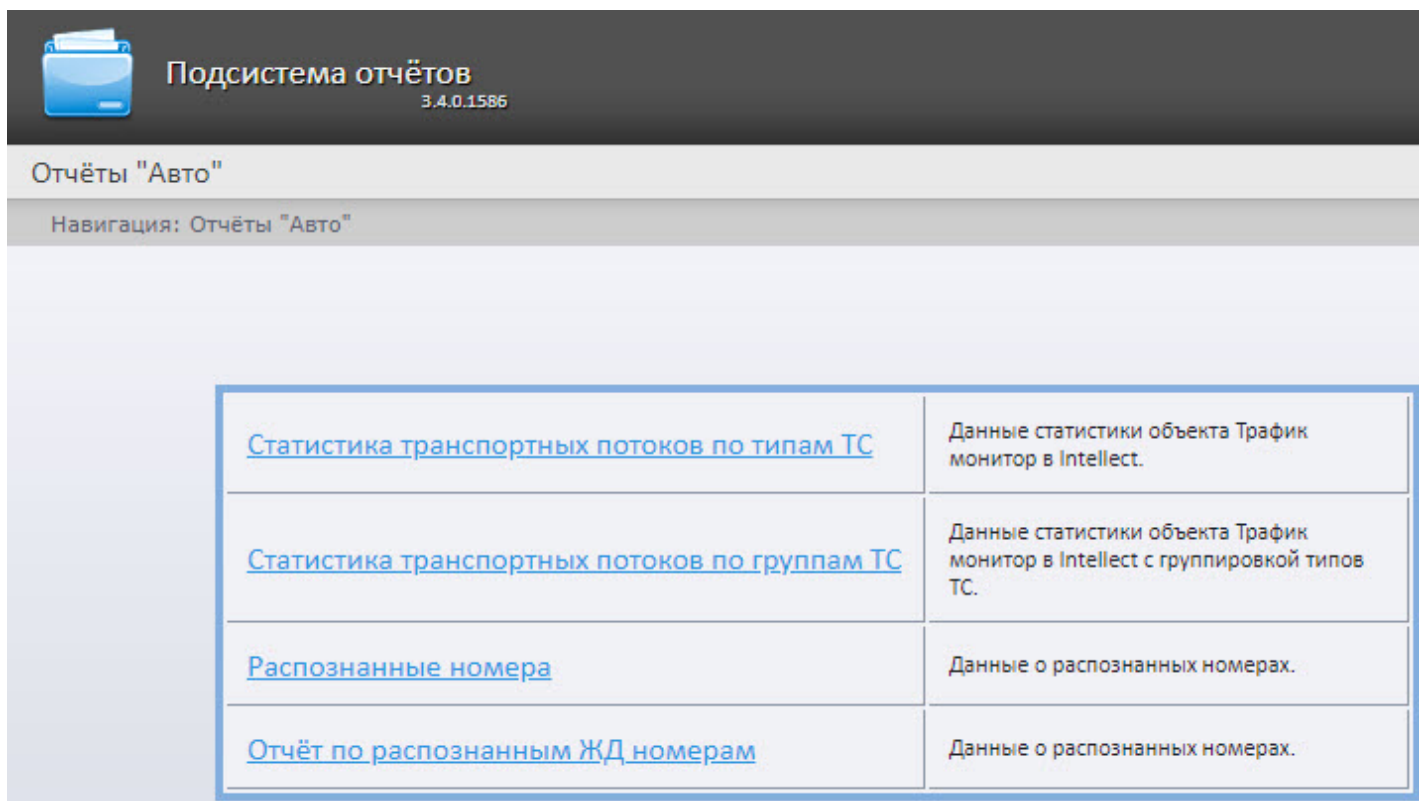 Подсистема отчётов
3.4.0.1586
Отчёты "Авто"
Навигация: Отчёты "Авто"
Статистика транспортных потоков по типам ТС
Данные статистики объекта Трафик
монитор в Intellect.
Статистика транспортных потоков по группам ТС
Данные статистики объекта Трафик
монитор в Intellect с группировкой типов
ТС.
Распознанные номера
Данные о распознанных номерах.
Отчёт по распознанным ЖД номерам
Данные о распознанных номерах.